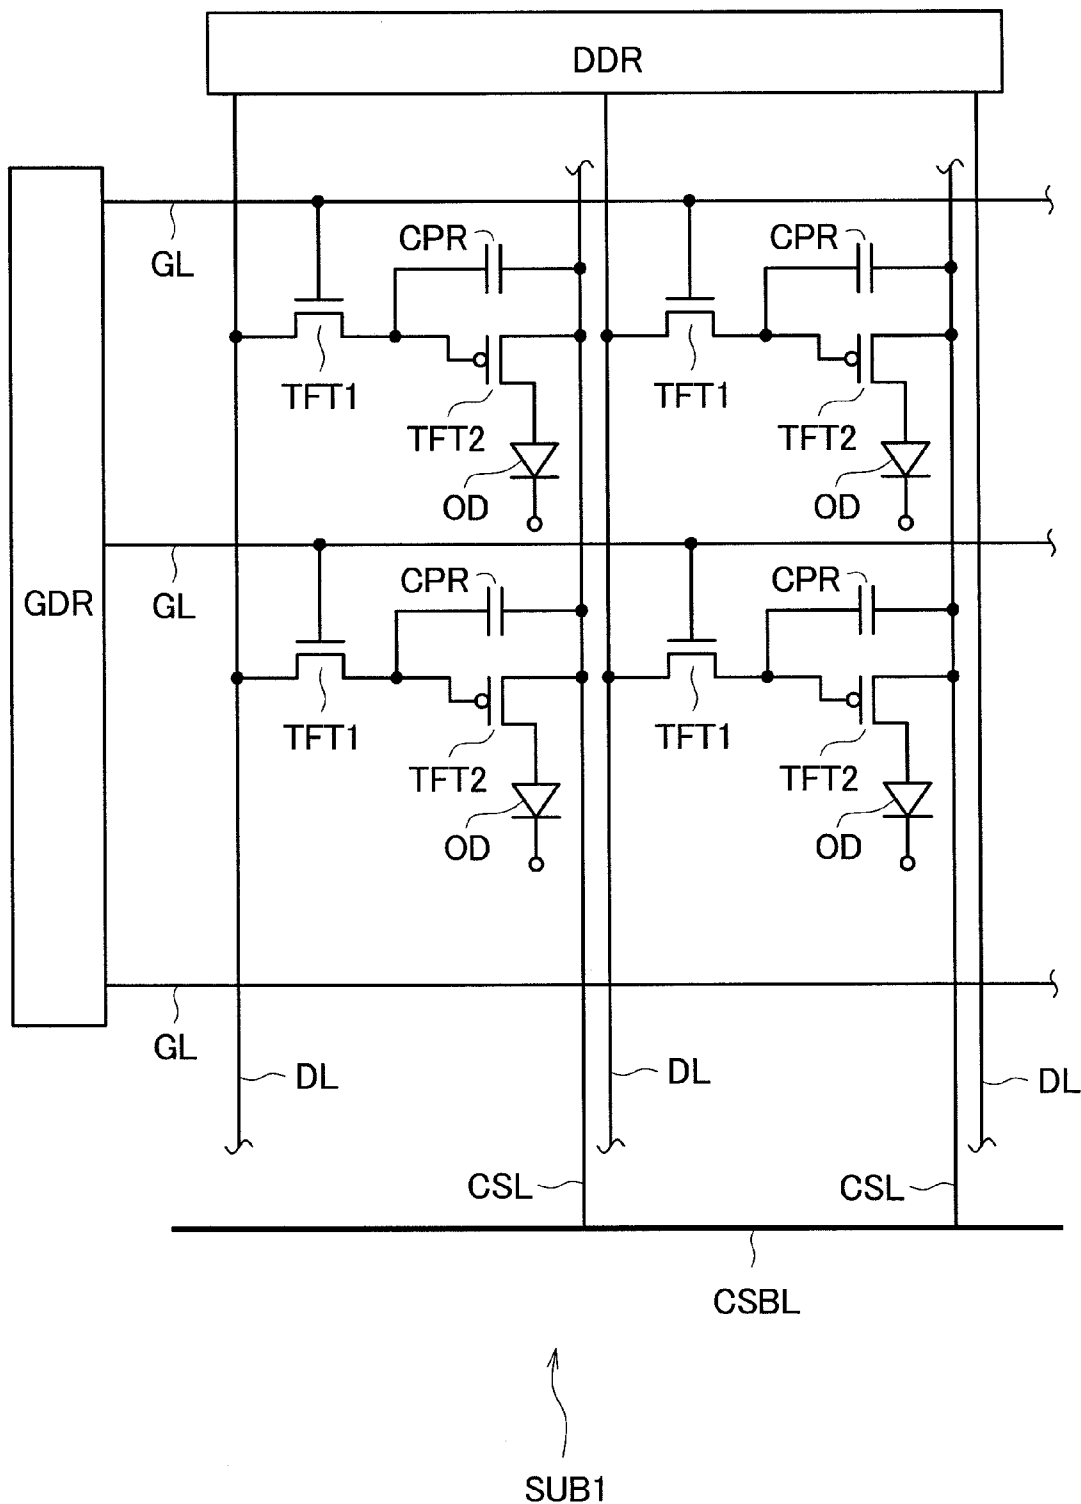 DDR
GL
CPR
CPR
TFT1
TFT1
TFT2
TFT2
OD
OD
GDR
GL
CPR
CPR
TFT1
TFT1
TFT2
TFT2
OD
OD
GL
DL
DL
DL
CSL
CSL
CSBL
SUB1